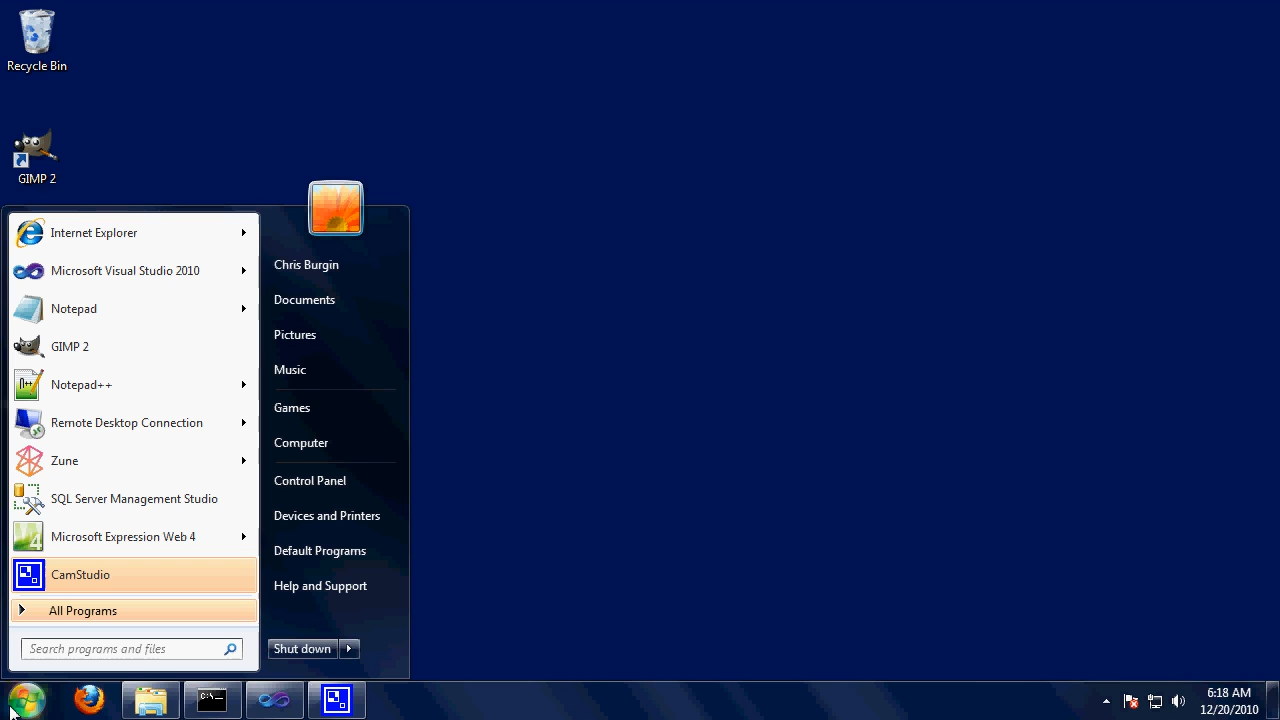 Recycle Bin
GIMP 2
Internet Explorer
Microsoft Visual Studio 2010
Notepad
GIMP 2
Notepad++
Remote Desktop Connection
Zune
SQL Server Management Studio
Microsoft Expression Web 4
CamStudio
All Programs
Search programs and files
Chris Burgin
Documents
Pictures
Music
Games
Computer
Control Panel
Devices and Printers
Default Programs
Help and Support
Shut down
C:\
6:18 AM
12/20/2010